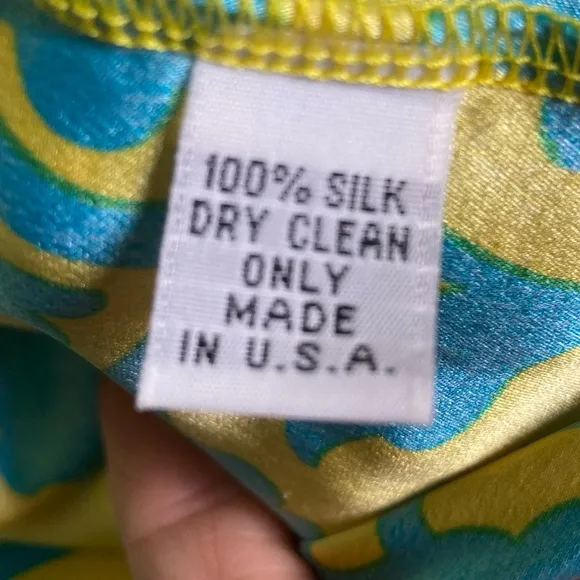 100% SILK
DRY CLEAN
ONLY
MADE
IN U.S.A.